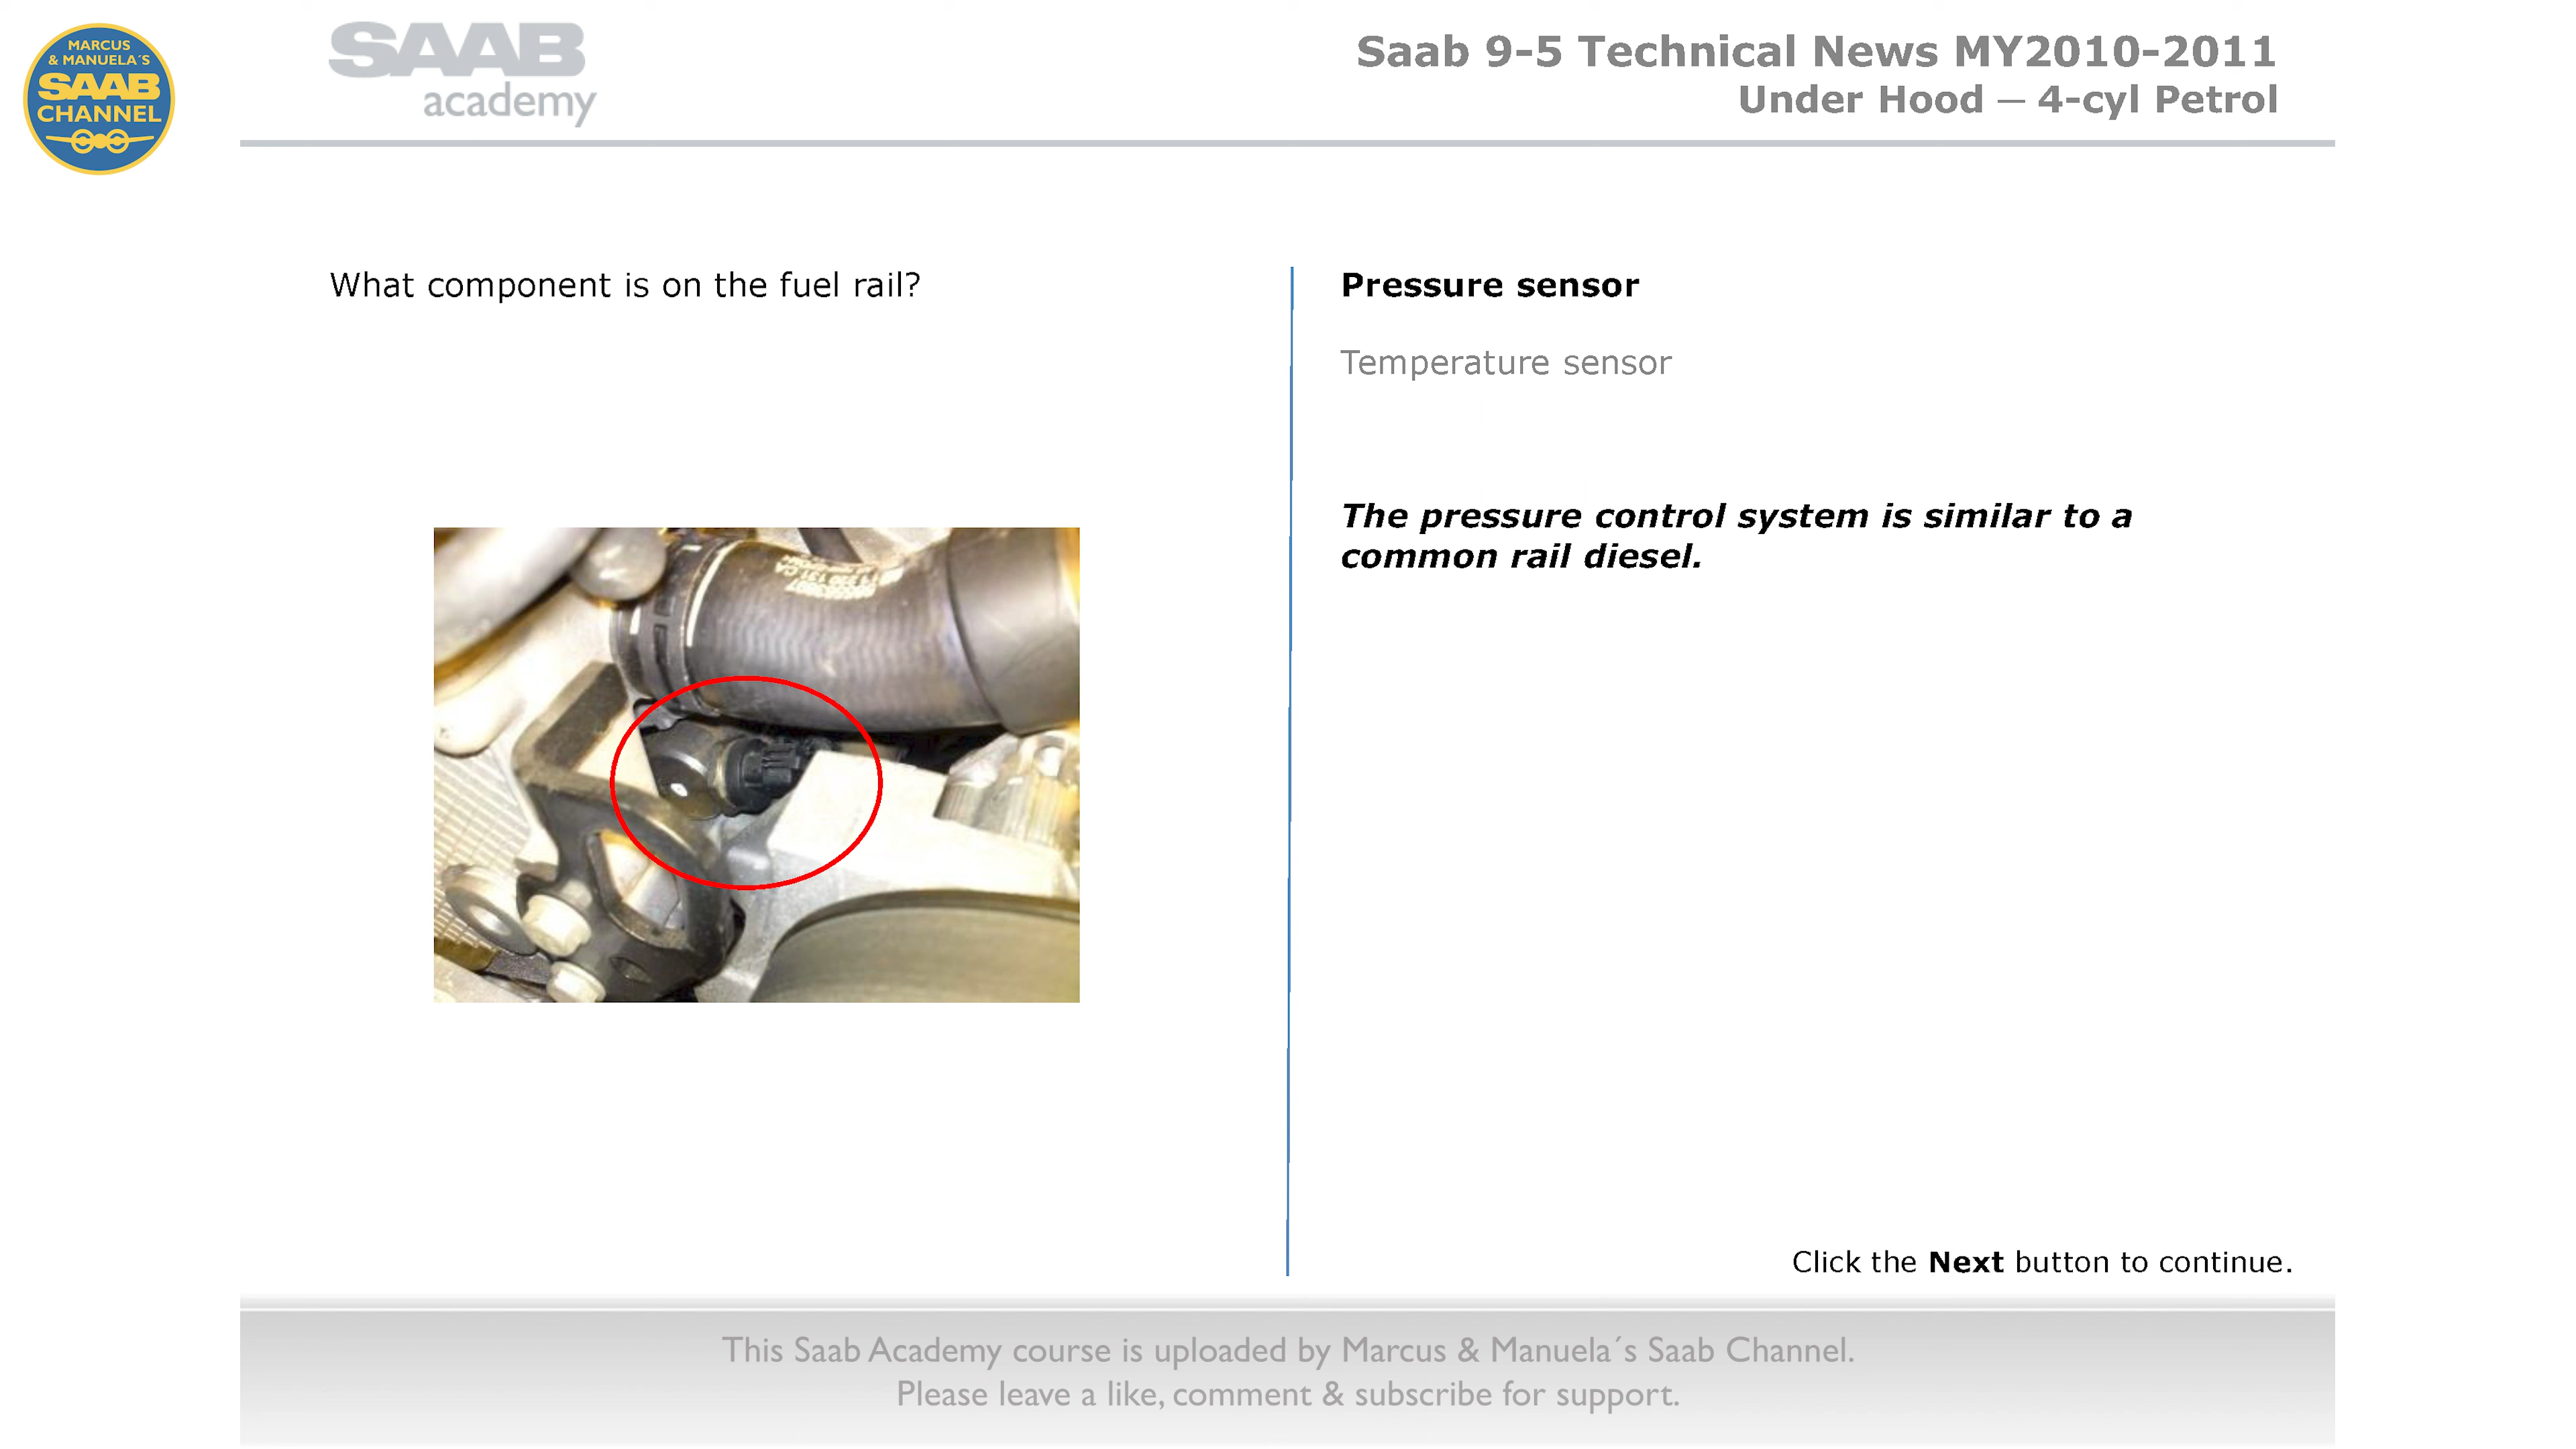 MARCUS
& MANUELA´S
SAAB
CHANNEL
SAAB
academy
Saab 9-5 Technical News MY2010-2011
Under Hood — 4-cyl Petrol
What component is on the fuel rail?
Pressure sensor
Temperature sensor
The pressure control system is similar to a
common rail diesel.
Click the Next button to continue.
This Saab Academy course is uploaded by Marcus & Manuela´s Saab Channel.
Please leave a like, comment & subscribe for support.